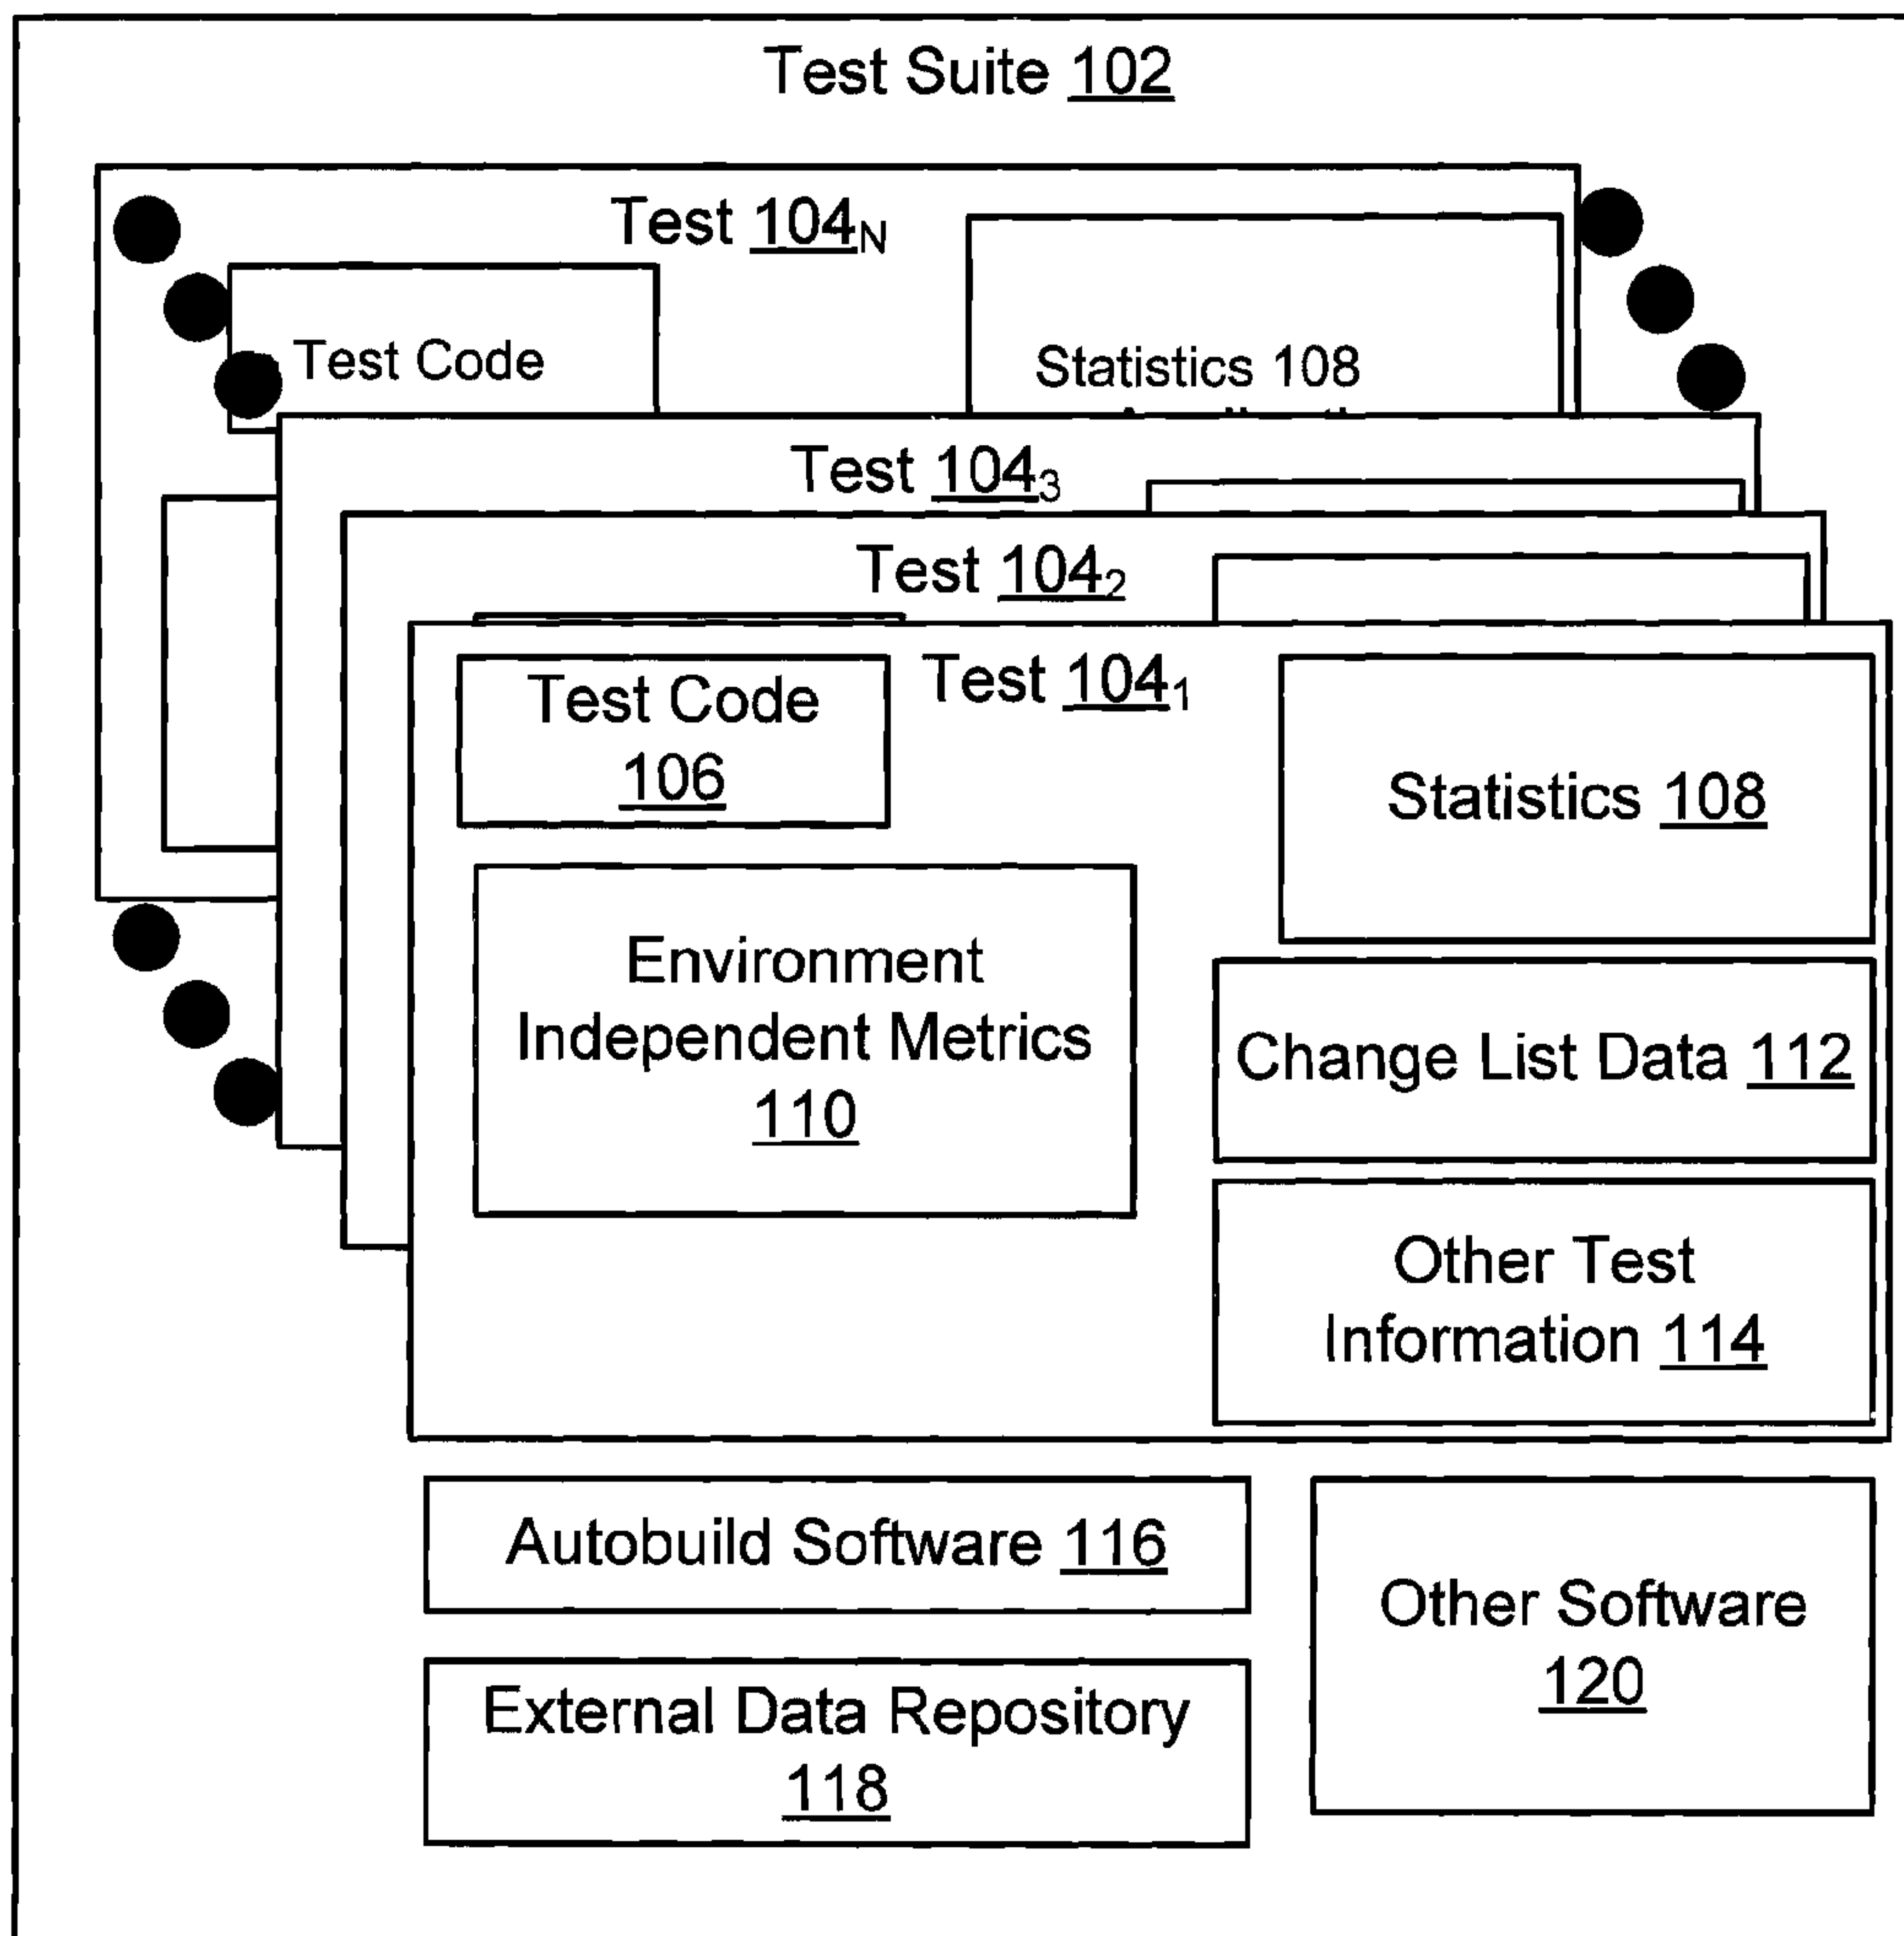 Test Suite 102
Test 104N
Test Code
Statistics 108
Test 1043
Test 1042
Test 1041
Test Code
106
Statistics 108
Environment
Independent Metrics
110
Change List Data 112
Other Test
Information 114
Autobuild Software 116
Other Software
120
External Data Repository
118